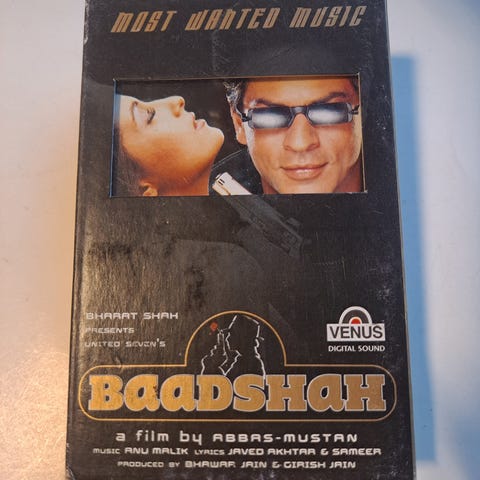 MOST WANTED MUSIC
BHARAT SHAH
PRESENTS
UNITED SEVEN'S
VENUS
DIGITAL SOUND
BAADSHAH
a film by ABBAS-MUSTAN
MUSIC ANU MALIK LYRICS JAVED AKHTAR & SAMEER
PRODUCED BY BHAWAR JAIN & GIRISH JAIN